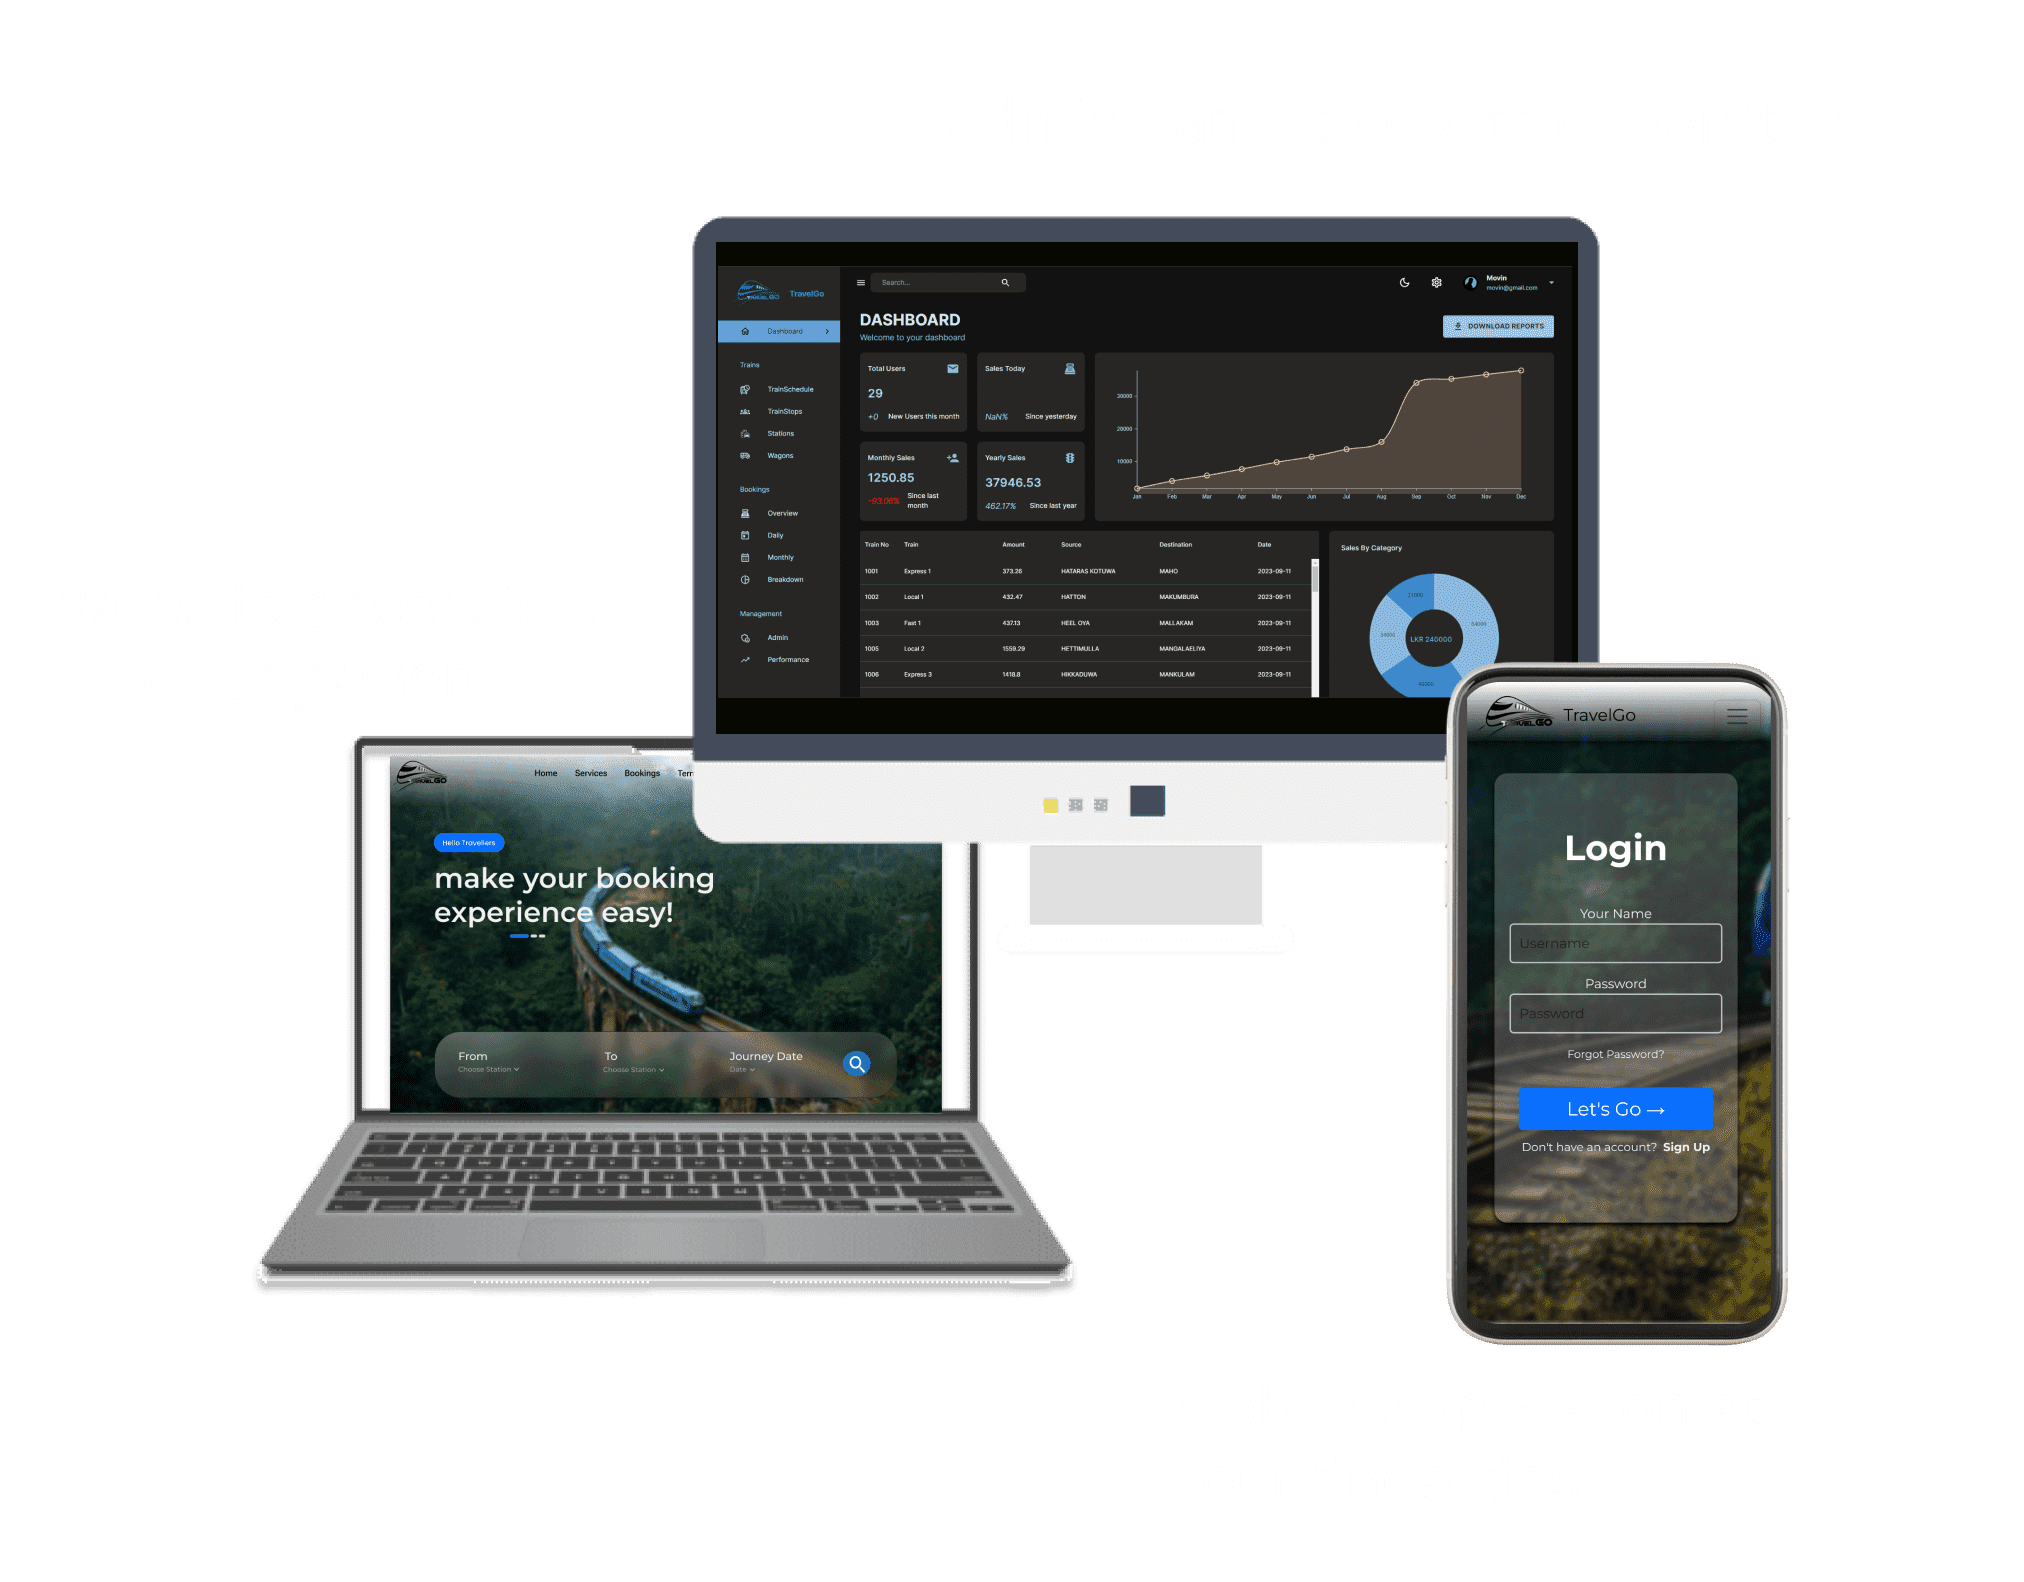 TRAVELGO
TravelGo
Search...
Movin
movin@gmail.com
Dashboard
DASHBOARD
Welcome to your dashboard
DOWNLOAD REPORTS
Trains
TrainSchedule
TrainStops
Stations
Wagons
Bookings
Overview
Daily
Monthly
Breakdown
Management
Admin
Performance
Total Users
29
+0 New Users this month
Sales Today
NaN% Since yesterday
Monthly Sales
1250.85
-93.06% Since last
month
Yearly Sales
37946.53
462.17% Since last year
30000
20000
10000
Jan Feb Mar Apr May Jun Jul Aug Sep Oct Nov Dec
Train No Train Amount Source Destination Date
1001 Express 1 373.26 HATARAS KOTUWA MAHO 2023-09-11
1002 Local 1 432.47 HATTON MAKUMBURA 2023-09-11
1003 Fast 1 437.13 HEEL OYA MALLAKAM 2023-09-11
1005 Local 2 1559.29 HETTIMULLA MANGALAELIYA 2023-09-11
1006 Express 3 1418.8 HIKKADUWA MANKULAM 2023-09-11
Sales By Category
21000
54000
LKR 240000
TRAVELGO
Home Services Bookings
Hello Travellers
make your booking
experience easy!
From To Journey Date
Choose Station Choose Station Date
TRAVELGO TravelGo
Login
Your Name
Username
Password
Password
Forgot Password?
Let's Go →
Don't have an account? Sign Up